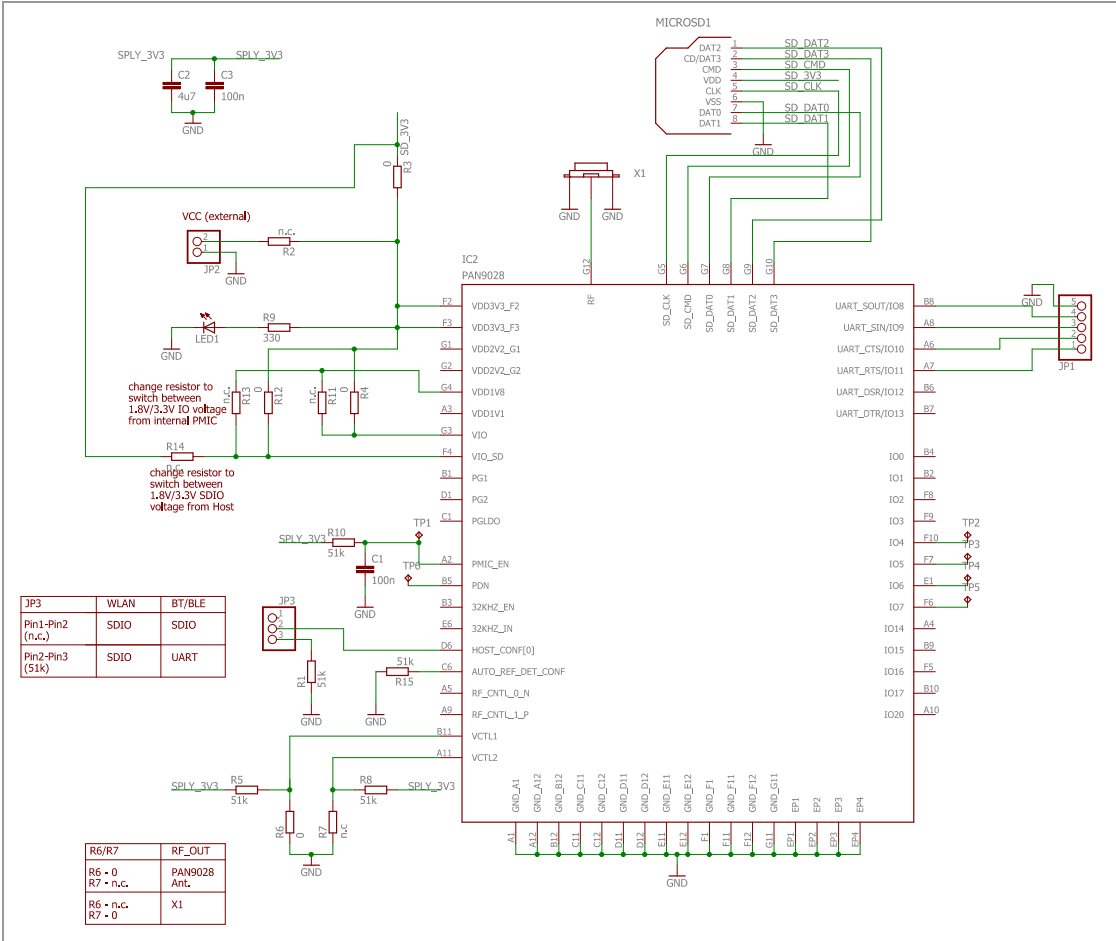 MICROSD1
DAT2 1 SD_DAT2
CD/DAT3 2 SD_DAT3
CMD 3 SD_CMD
VDD 4 SD_3V3
CLK 5 SD_CLK
VSS 6
DAT0 7 SD_DAT0
DAT1 8 SD_DAT1
GND
SPLY_3V3 SPLY_3V3
C2 C3
4u7 100n
GND
SD_3V3
0
R3
X1
GND GND
VCC (external)
2
1
JP2
n.c.
R2
GND
IC2
PAN9028
G12 G5 G6 G7 G8 G9 G10
RF SD_CLK SD_CMD SD_DAT0 SD_DAT1 SD_DAT2 SD_DAT3
R9
330
LED1
GND
F2 VDD3V3_F2
F3 VDD3V3_F3
G1 VDD2V2_G1
G2 VDD2V2_G2
G4 VDD1V8
A3 VDD1V1
G3 VIO
F4 VIO_SD
B1 PG1
D1 PG2
C1 PGLDO
A2 PMIC_EN
B5 PDN
B3 32KHZ_EN
E6 32KHZ_IN
D6 HOST_CONF[0]
C6 AUTO_REF_DET_CONF
A5 RF_CNTL_0_N
A9 RF_CNTL_1_P
B11 VCTL1
A11 VCTL2
UART_SOUT/IO8 B8
UART_SIN/IO9 A8
UART_CTS/IO10 A6
UART_RTS/IO11 A7
UART_DSR/IO12 B6
UART_DTR/IO13 B7
IO0 B4
IO1 B2
IO2 F8
IO3 F9
IO4 F10
IO5 F7
IO6 E1
IO7 F6
IO14 A4
IO15 B9
IO16 F5
IO17 B10
IO20 A10
GND
5
4
3
2
1
JP1
TP2
TP3
TP4
TP5
change resistor to
switch between
1.8V/3.3V IO voltage
from internal PMIC
n.c. R13
0 R12
n.c. R11
0 R4
R14
n.c.
change resistor to
switch between
1.8V/3.3V SDIO
voltage from Host
SPLY_3V3
R10
51k
TP1
C1
100n
GND
JP3
1
2
3
R1
51k
GND
51k
R15
GND
JP3 WLAN BT/BLE
Pin1-Pin2
(n.c.) SDIO SDIO
Pin2-Pin3
(51k) SDIO UART
SPLY_3V3
R5
51k
R8
51k
SPLY_3V3
R6
0
R7
n.c
GND
R6/R7 RF_OUT
R6 - 0 PAN9028
R7 - n.c. Ant.
R6 - n.c. X1
R7 - 0
GND_A1 GND_A12 GND_B12 GND_C11 GND_C12 GND_D11 GND_D12 GND_E11 GND_E12 GND_F1 GND_F11 GND_F12 GND_G11 EP1 EP2 EP3 EP4
A1 A12 B12 C11 C12 D11 D12 E11 E12 F1 F11 F12 G11 EP1 EP2 EP3 EP4
GND